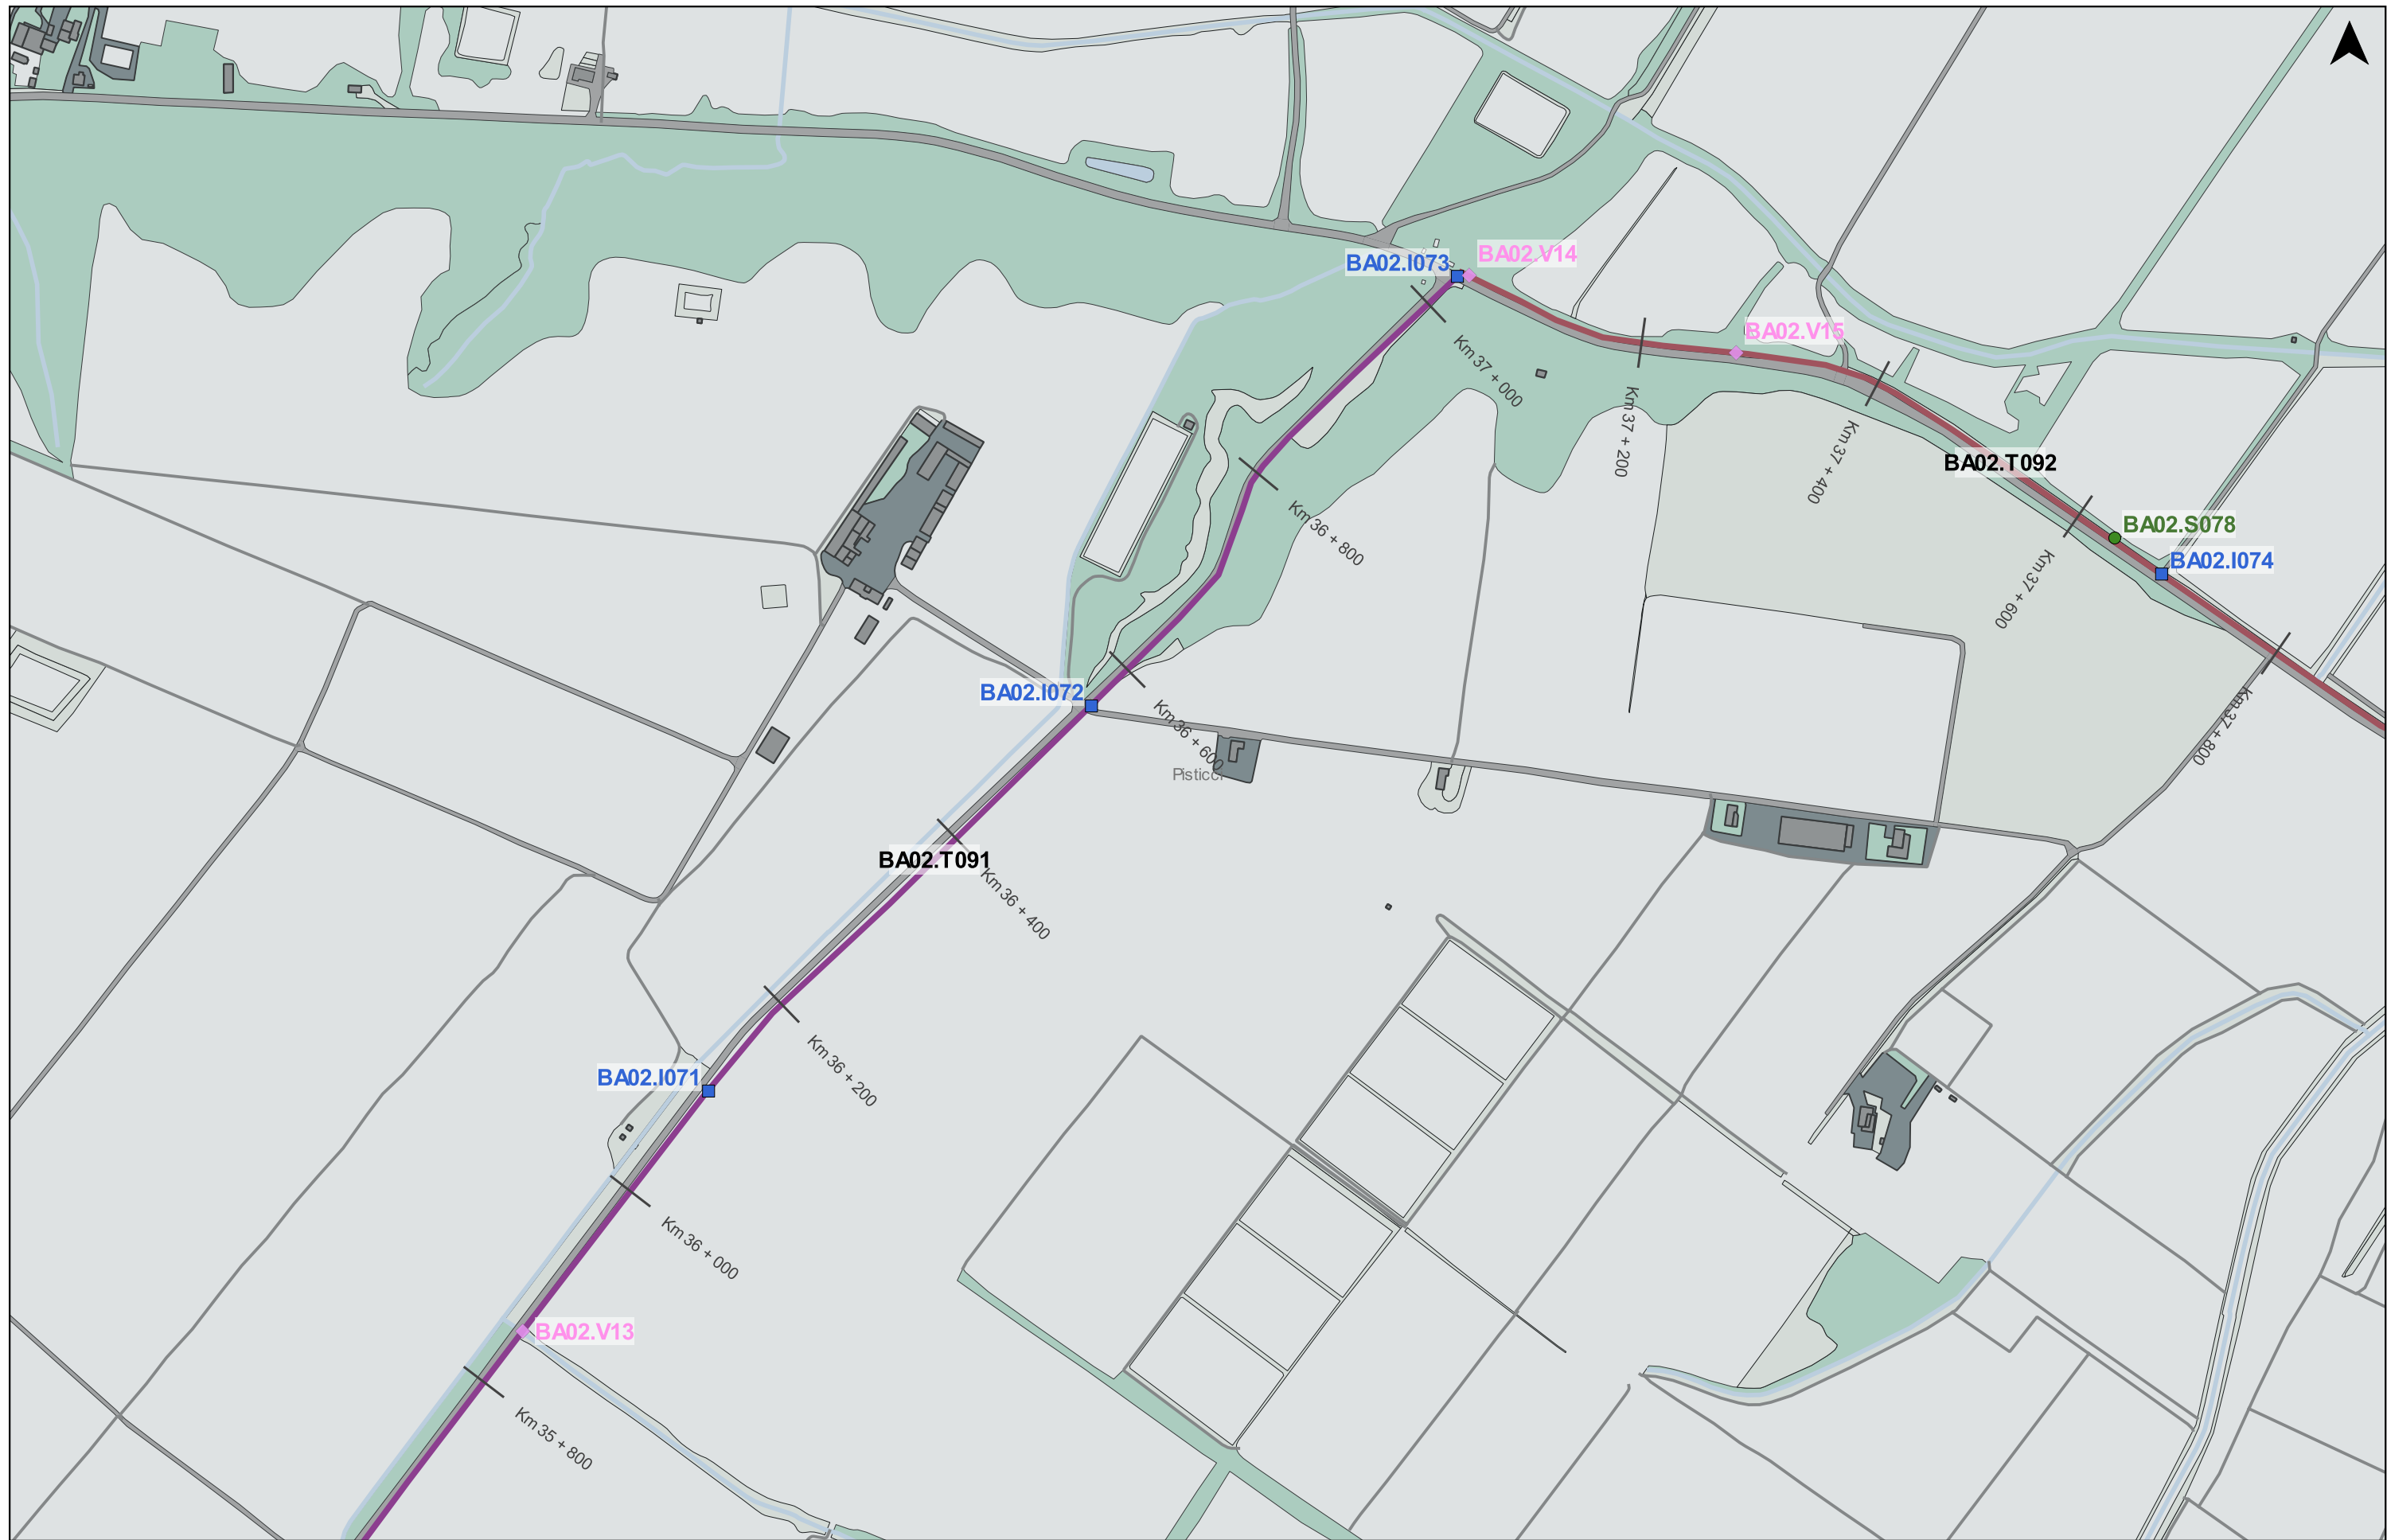 BA02.V14
BA02.I073
BA02.V15
Km 37 + 000
Km 37 + 200
Km 37 + 400
BA02.T092
BA02.S078
Km 36 + 800
BA02.I074
Km 37 + 600
BA02.I072
Km 36 + 600
Km 37 + 800
Pisticci
BA02.T091
Km 36 + 400
Km 36 + 200
BA02.I071
Km 36 + 000
BA02.V13
Km 35 + 800